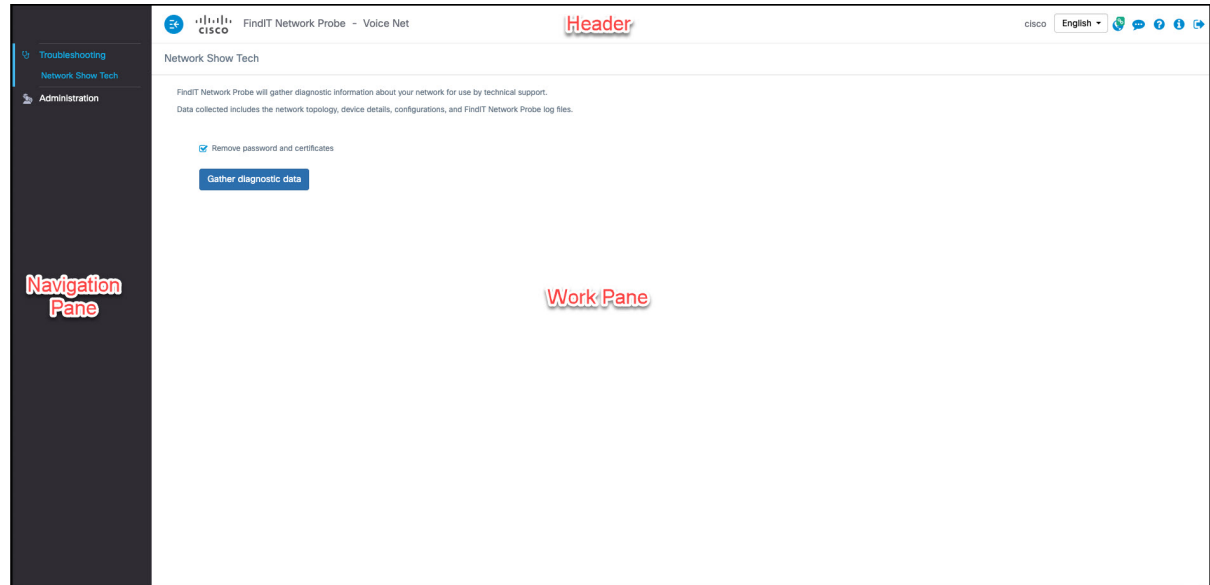 CISCO FindIT Network Probe - Voice Net
Header
cisco English
Troubleshooting
Network Show Tech
Administration
Navigation
Pane
Network Show Tech
FindIT Network Probe will gather diagnostic information about your network for use by technical support.
Data collected includes the network topology, device details, configurations, and FindIT Network Probe log files.
Remove password and certificates
Gather diagnostic data
Work Pane